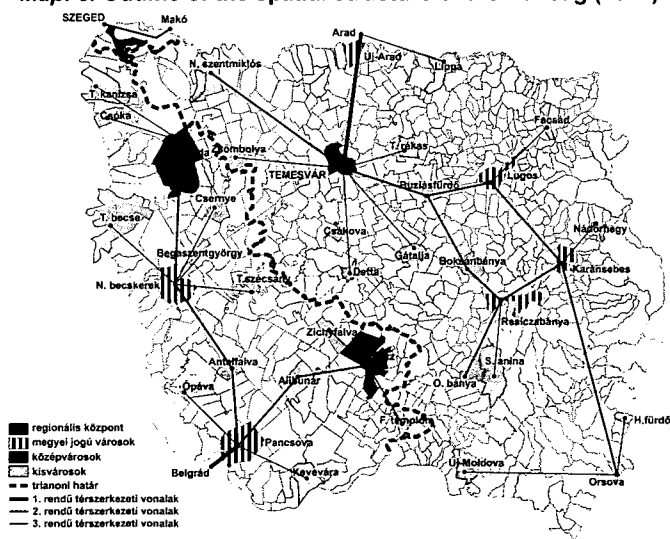 SZEGED
Makó
Arad
Új-Arad
Lippa
N. szentmiklós
T. kanizsa
Csóka
Zsombolya
T. rékas
Facsád
TEMESVÁR
Lugos
Buziásfürdő
Csernye
T. becse
Csákova
Nádorhegy
Gátalja
Boksánbánya
Karánsebes
Begaszentgyörgy
T. Detta
N. becskerek
T.szécsány
Resiczabánya
Zichyfalva
Antalfalva
S. anina
Alibunár
O. bánya
Ópáva
F. templom
H.fürdő
Pancsova
Belgrád
Kevevára
Új-Moldova
Orsova
regionális központ
megyei jogú városok
középvárosok
kisvárosok
trianoni határ
1. rendű térszerkezeti vonalak
2. rendű térszerkezeti vonalak
3. rendű térszerkezeti vonalak